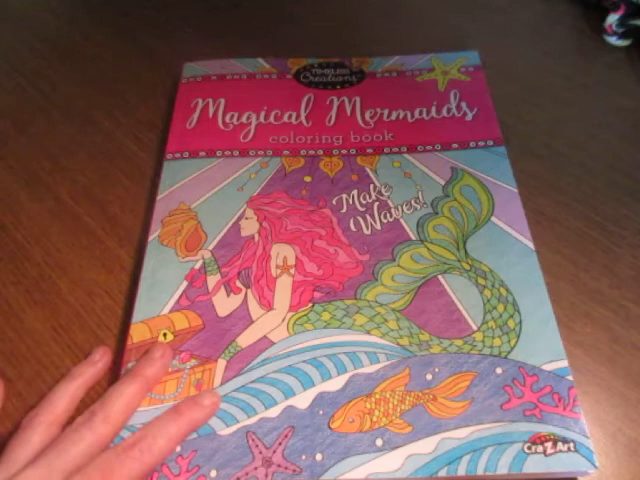 TIMELESS
Creations
Magical Mermaids
coloring book
Make
Waves!
Cra-Z-Art